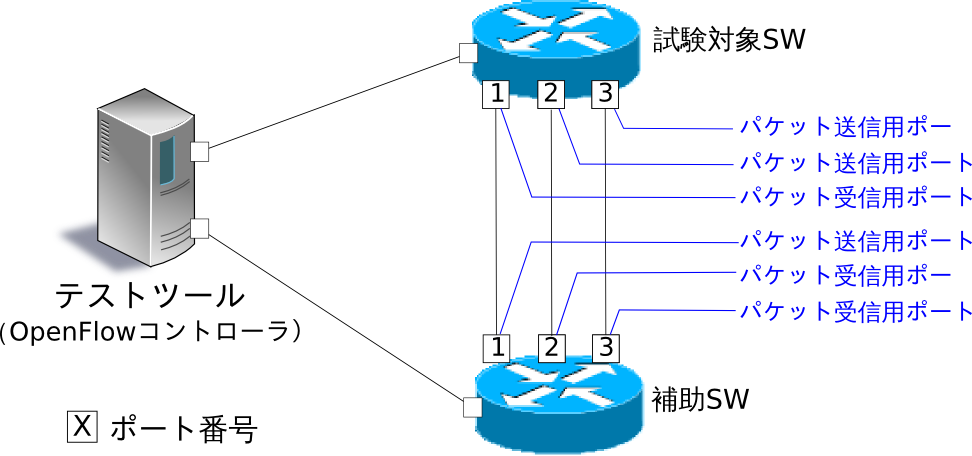 試験対象SW
1 2 3
パケット送信用ポー
パケット送信用ポート
パケット受信用ポート
パケット送信用ポート
パケット受信用ポー
パケット受信用ポート
テストツール
(OpenFlowコントローラ)
1 2 3
補助SW
X ポート番号